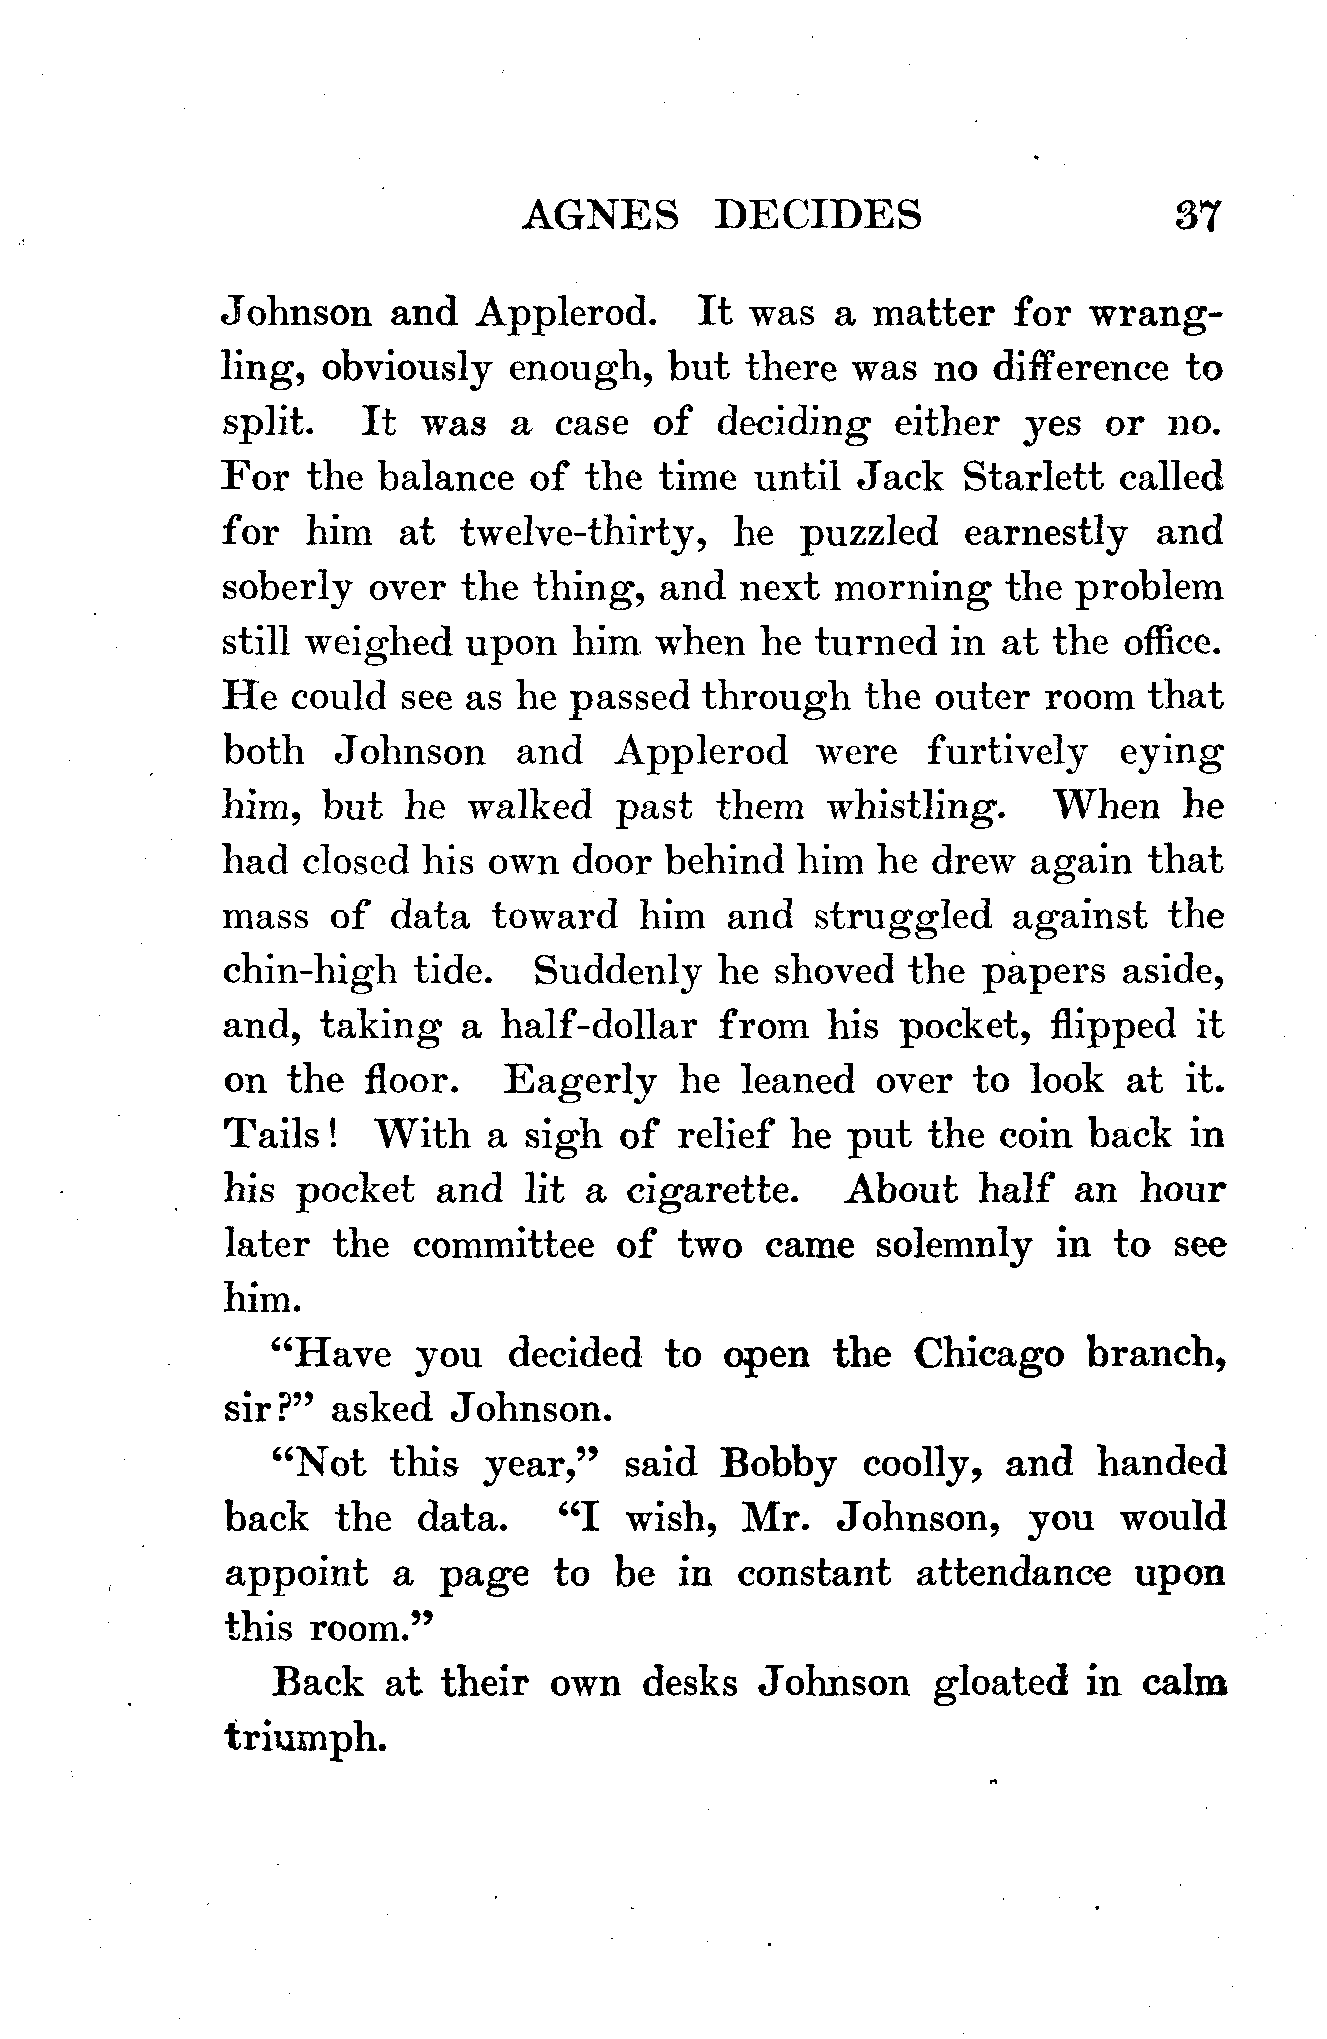 AGNES DECIDES 37
Johnson and Applerod. It was a matter for wrang-
ling, obviously enough, but there was no difference to
split. It was a case of deciding either yes or no.
For the balance of the time until Jack Starlett called
for him at twelve-thirty, he puzzled earnestly and
soberly over the thing, and next morning the problem
still weighed upon him when he turned in at the office.
He could see as he passed through the outer room that
both Johnson and Applerod were furtively eying
him, but he walked past them whistling. When he
had closed his own door behind him he drew again that
mass of data toward him and struggled against the
chin-high tide. Suddenly he shoved the papers aside,
and, taking a half-dollar from his pocket, flipped it
on the floor. Eagerly he leaned over to look at it.
Tails! With a sigh of relief he put the coin back in
his pocket and lit a cigarette. About half an hour
later the committee of two came solemnly in to see
him.
“Have you decided to open the Chicago branch,
sir?” asked Johnson.
“Not this year,” said Bobby coolly, and handed
back the data. “I wish, Mr. Johnson, you would
appoint a page to be in constant attendance upon
this room.”
Back at their own desks Johnson gloated in calm
triumph.